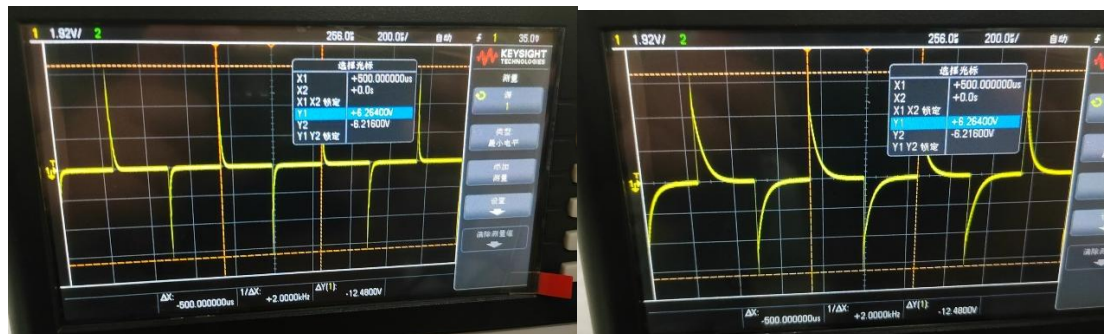 1 1.92V/ 2 256.0s 200.0s/ 自动 1 35.0
KEYSIGHT
TECHNOLOGIES
测量
源
1
类型
最小电平
添加
测量
设置
清除测量值
选择光标
X1 +500.000000us
X2 +0.0s
X1 X2 锁定
Y1 +6.26400V
Y2 -6.21600V
Y1 Y2 锁定
ΔX: -500.000000us
1/ΔX: +2.0000kHz
ΔY(1): -12.4800V
1 1.92V/ 2 256.0s 200.0s/ 自动
选择光标
X1 +500.000000us
X2 +0.0s
X1 X2 锁定
Y1 +6.26400V
Y2 -6.21600V
Y1 Y2 锁定
ΔX: -500.000000us
1/ΔX: +2.0000kHz
ΔY(1): -12.4800V